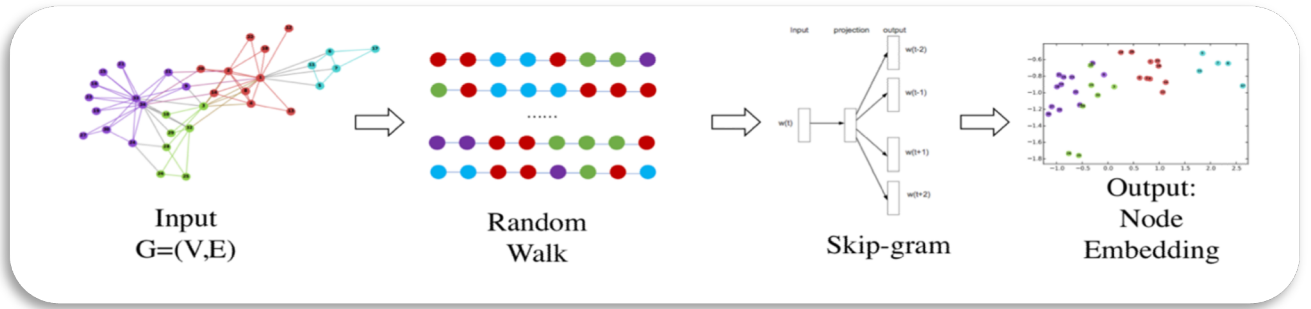 Input
G=(V,E)
Random
Walk
Input projection output
w(t-2)
w(t-1)
w(t)
w(t+1)
w(t+2)
Skip-gram
−0.6
−0.8
−1.0
−1.2
−1.4
−1.6
−1.8
−1.0 −0.5 0.0 0.5 1.0 1.5 2.0 2.5
Output:
Node
Embedding